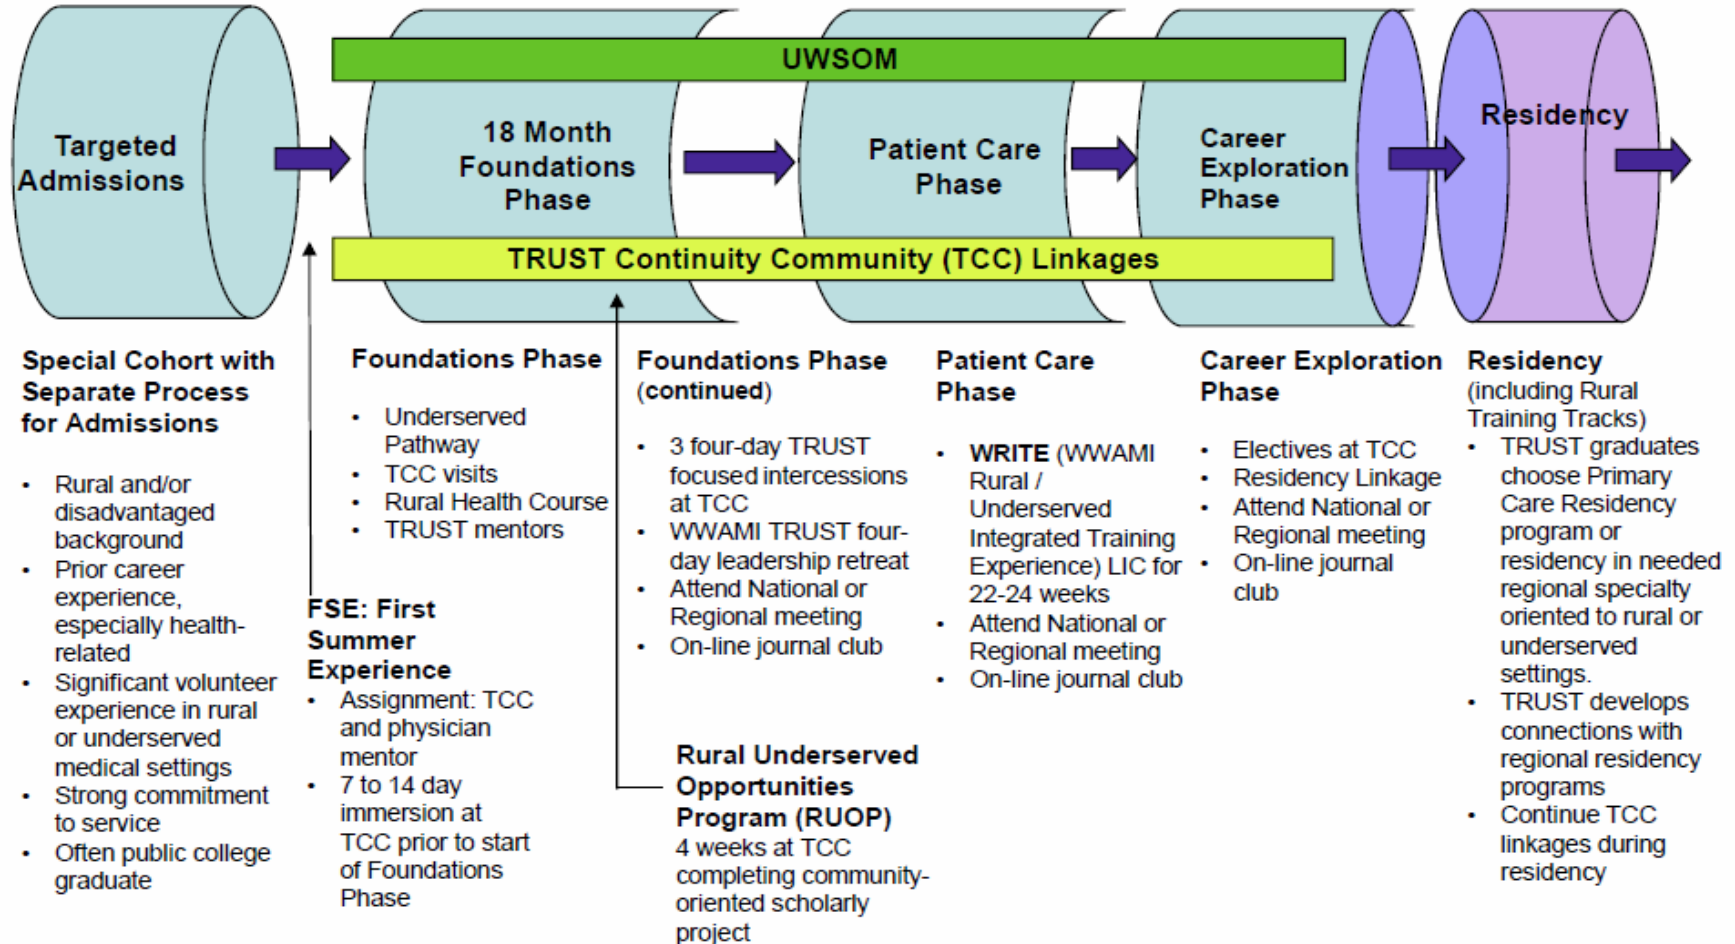 UWSOM
Targeted
Admissions
18 Month
Foundations
Phase
Patient Care
Phase
Career
Exploration
Phase
Residency
TRUST Continuity Community (TCC) Linkages
Special Cohort with
Separate Process
for Admissions
• Rural and/or
disadvantaged
background
• Prior career
experience,
especially health-
related
• Significant volunteer
experience in rural
or underserved
medical settings
• Strong commitment
to service
• Often public college
graduate
FSE: First
Summer
Experience
• Assignment: TCC
and physician
mentor
• 7 to 14 day
immersion at
TCC prior to start
of Foundations
Phase
Foundations Phase
• Underserved
Pathway
• TCC visits
• Rural Health Course
• TRUST mentors
Foundations Phase
(continued)
• 3 four-day TRUST
focused intercessions
at TCC
• WWAMI TRUST four-
day leadership retreat
• Attend National or
Regional meeting
• On-line journal club
Rural Underserved
Opportunities
Program (RUOP)
4 weeks at TCC
completing community-
oriented scholarly
project
Patient Care
Phase
• WRITE (WWAMI
Rural /
Underserved
Integrated Training
Experience) LIC for
22-24 weeks
• Attend National or
Regional meeting
• On-line journal club
Career Exploration
Phase
• Electives at TCC
• Residency Linkage
• Attend National or
Regional meeting
• On-line journal
club
Residency
(including Rural
Training Tracks)
• TRUST graduates
choose Primary
Care Residency
program or
residency in needed
regional specialty
oriented to rural or
underserved
settings.
• TRUST develops
connections with
regional residency
programs
• Continue TCC
linkages during
residency